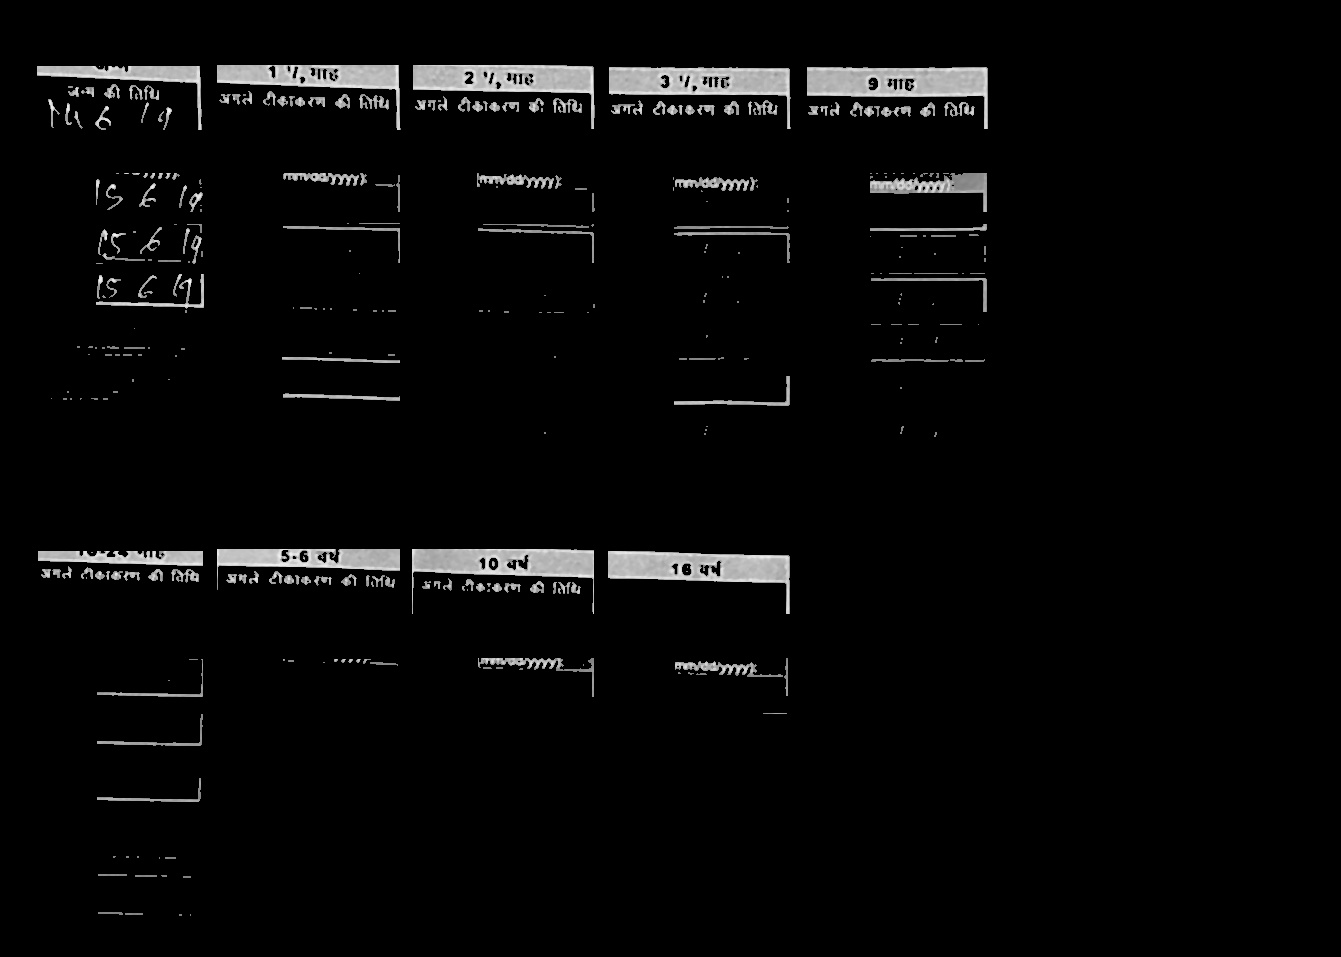 जन्म
जन्म की तिथि
14 6 19
15 6 19
15 6 19
15 6 19
1 1/2 माह
अगले टीकाकरण की तिथि
(mm/dd/yyyy):
2 1/2 माह
अगले टीकाकरण की तिथि
(mm/dd/yyyy):
3 1/2 माह
अगले टीकाकरण की तिथि
(mm/dd/yyyy):
9 माह
अगले टीकाकरण की तिथि
(mm/dd/yyyy):
16-24 माह
अगले टीकाकरण की तिथि
5-6 वर्ष
अगले टीकाकरण की तिथि
10 वर्ष
अगले टीकाकरण की तिथि
(mm/dd/yyyy):
16 वर्ष
(mm/dd/yyyy):